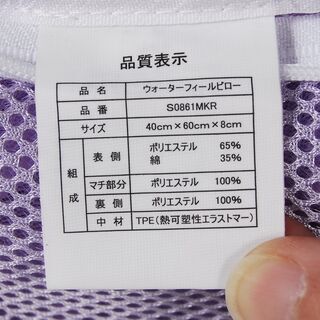 品質表示
品名 ウォーターフィールピロー
品番 S0861MKR
サイズ 40cm×60cm×8cm
組成 表側 ポリエステル 65%
綿 35%
マチ部分 ポリエステル 100%
裏側 ポリエステル 100%
中材 TPE(熱可塑性エラストマー)